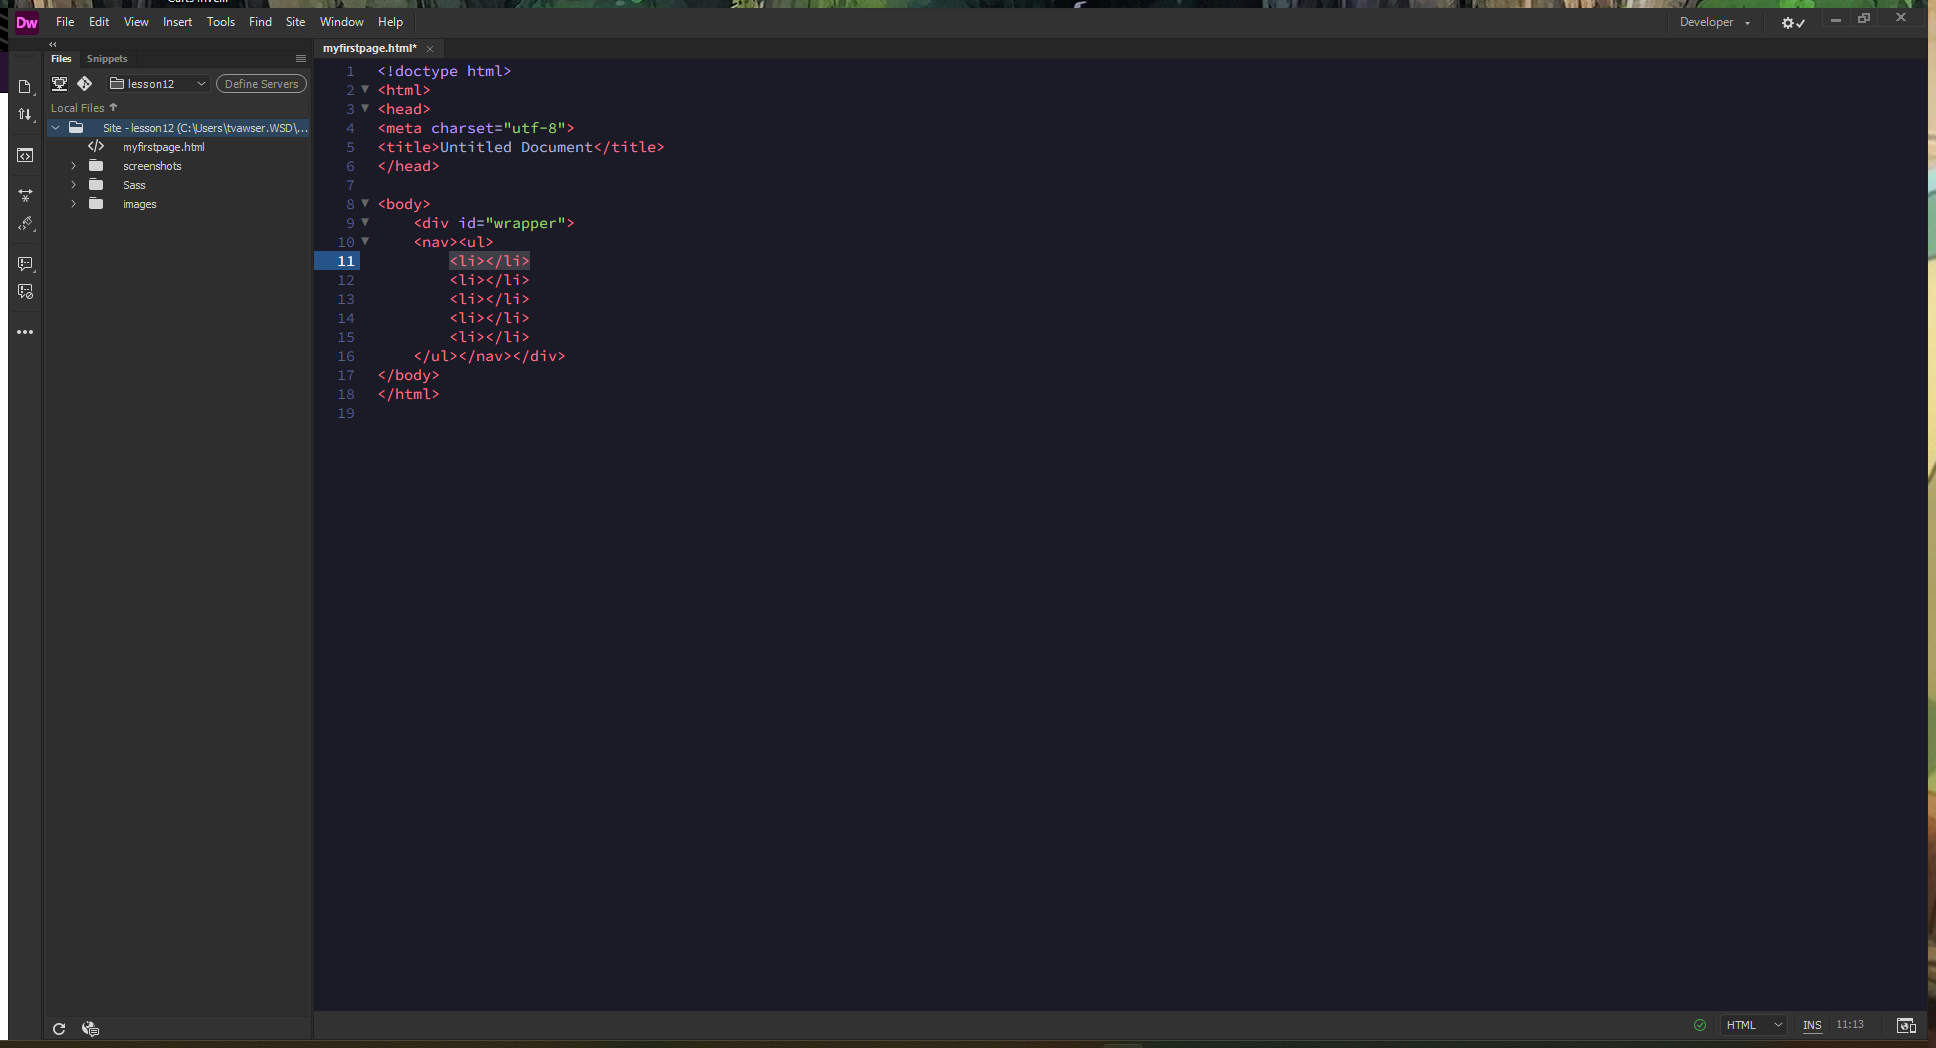 Dw File Edit View Insert Tools Find Site Window Help Developer
Files Snippets
myfirstpage.html*
lesson12 Define Servers
Local Files
Site - lesson12 (C:\Users\tvawser.WSD\...
myfirstpage.html
screenshots
Sass
images
1 <!doctype html>
2 <html>
3 <head>
4 <meta charset="utf-8">
5 <title>Untitled Document</title>
6 </head>
7
8 <body>
9 <div id="wrapper">
10 <nav><ul>
11 <li></li>
12 <li></li>
13 <li></li>
14 <li></li>
15 <li></li>
16 </ul></nav></div>
17 </body>
18 </html>
19
HTML INS 11:13